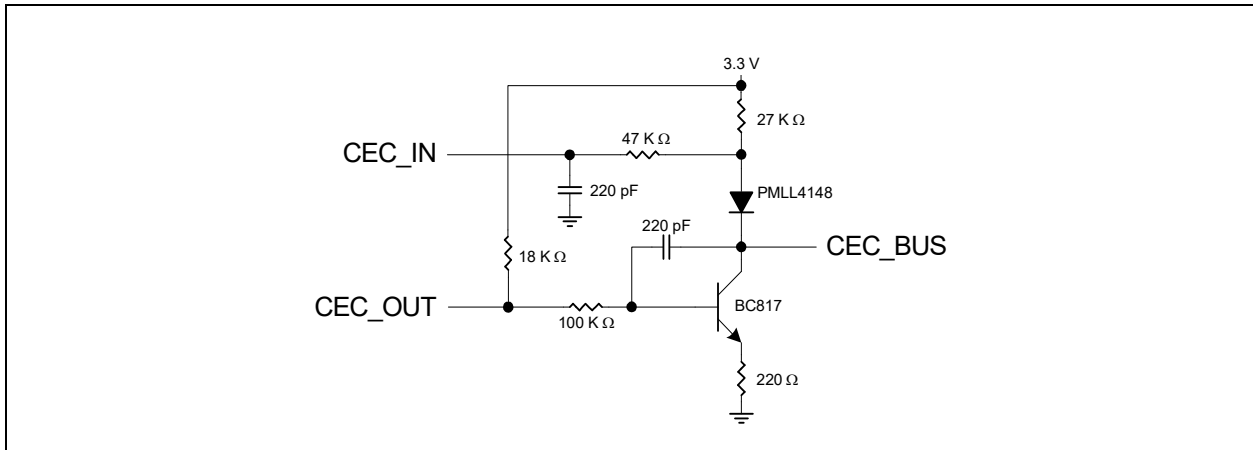 3.3 V
27 K Ω
47 K Ω
CEC_IN
220 pF
PMLL4148
220 pF
CEC_BUS
18 K Ω
CEC_OUT
100 K Ω
BC817
220 Ω